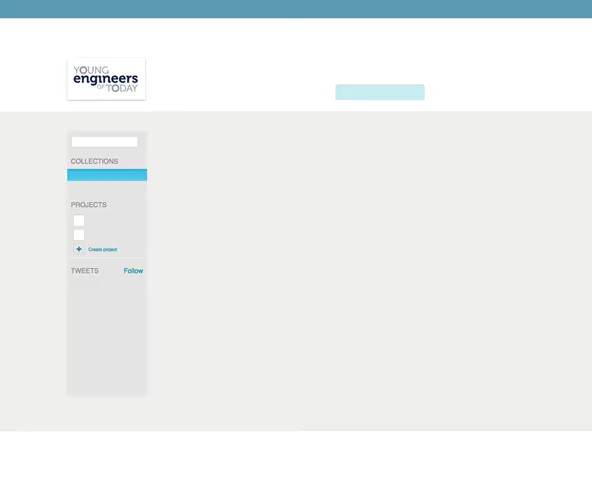 YOUNG
engineers
OF TODAY
COLLECTIONS
PROJECTS
Create project
TWEETS
Follow